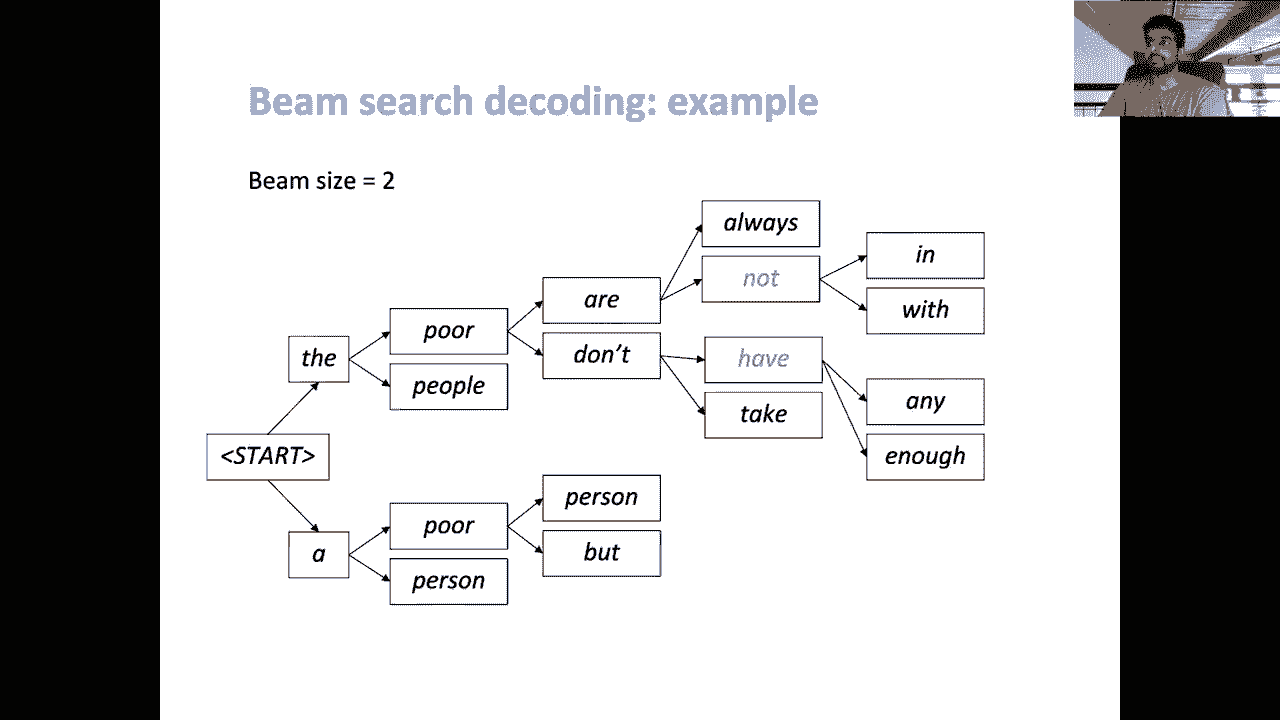 Beam search decoding: example
Beam size = 2
always
in
not
are
with
poor
the
don't
have
people
any
take
<START>
enough
person
poor
a
but
person